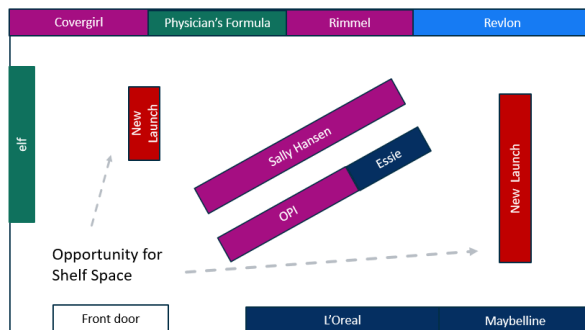 Covergirl
Physician's Formula
Rimmel
Revlon
elf
New
Launch
Sally Hansen
Essie
OPI
New Launch
Opportunity for
Shelf Space
Front door
L'Oreal
Maybelline